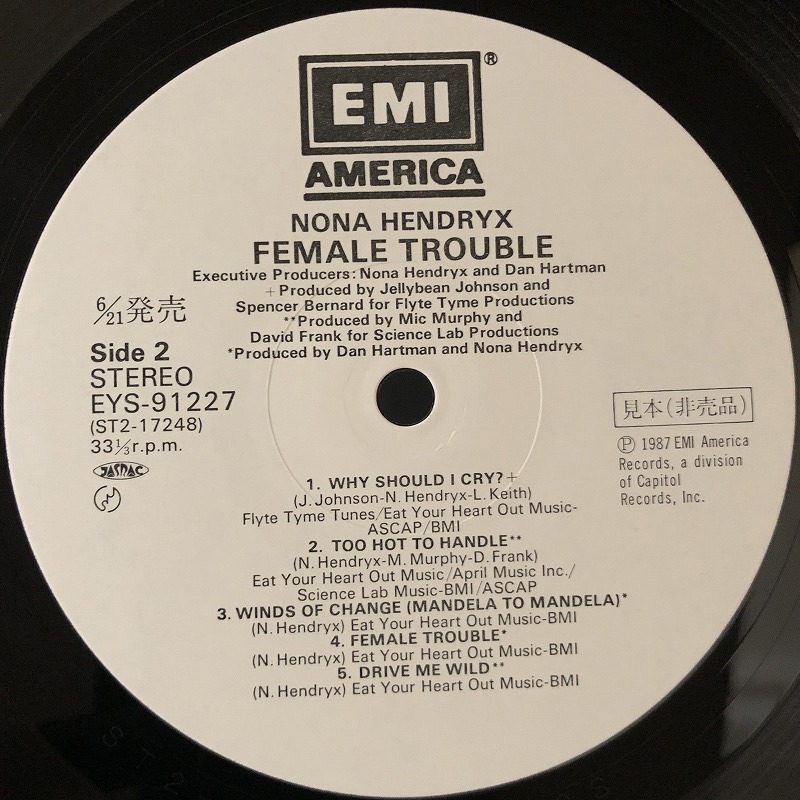 EMI®
AMERICA
NONA HENDRYX
FEMALE TROUBLE
Executive Producers: Nona Hendryx and Dan Hartman
+Produced by Jellybean Johnson and
Spencer Bernard for Flyte Tyme Productions
**Produced by Mic Murphy and
David Frank for Science Lab Productions
*Produced by Dan Hartman and Nona Hendryx
6/21発売
Side 2
STEREO
EYS-91227
(ST2-17248)
33⅓r.p.m.
JASRAC
見本(非売品)
Ⓟ 1987 EMI America
Records, a division
of Capitol
Records, Inc.
1. WHY SHOULD I CRY?+
(J. Johnson-N. Hendryx-L. Keith)
Flyte Tyme Tunes/Eat Your Heart Out Music-
ASCAP/BMI
2. TOO HOT TO HANDLE**
(N. Hendryx-M. Murphy-D. Frank)
Eat Your Heart Out Music/April Music Inc./
Science Lab Music-BMI/ASCAP
3. WINDS OF CHANGE (MANDELA TO MANDELA)*
(N. Hendryx) Eat Your Heart Out Music-BMI
4. FEMALE TROUBLE*
(N. Hendryx) Eat Your Heart Out Music-BMI
5. DRIVE ME WILD**
(N. Hendryx) Eat Your Heart Out Music-BMI